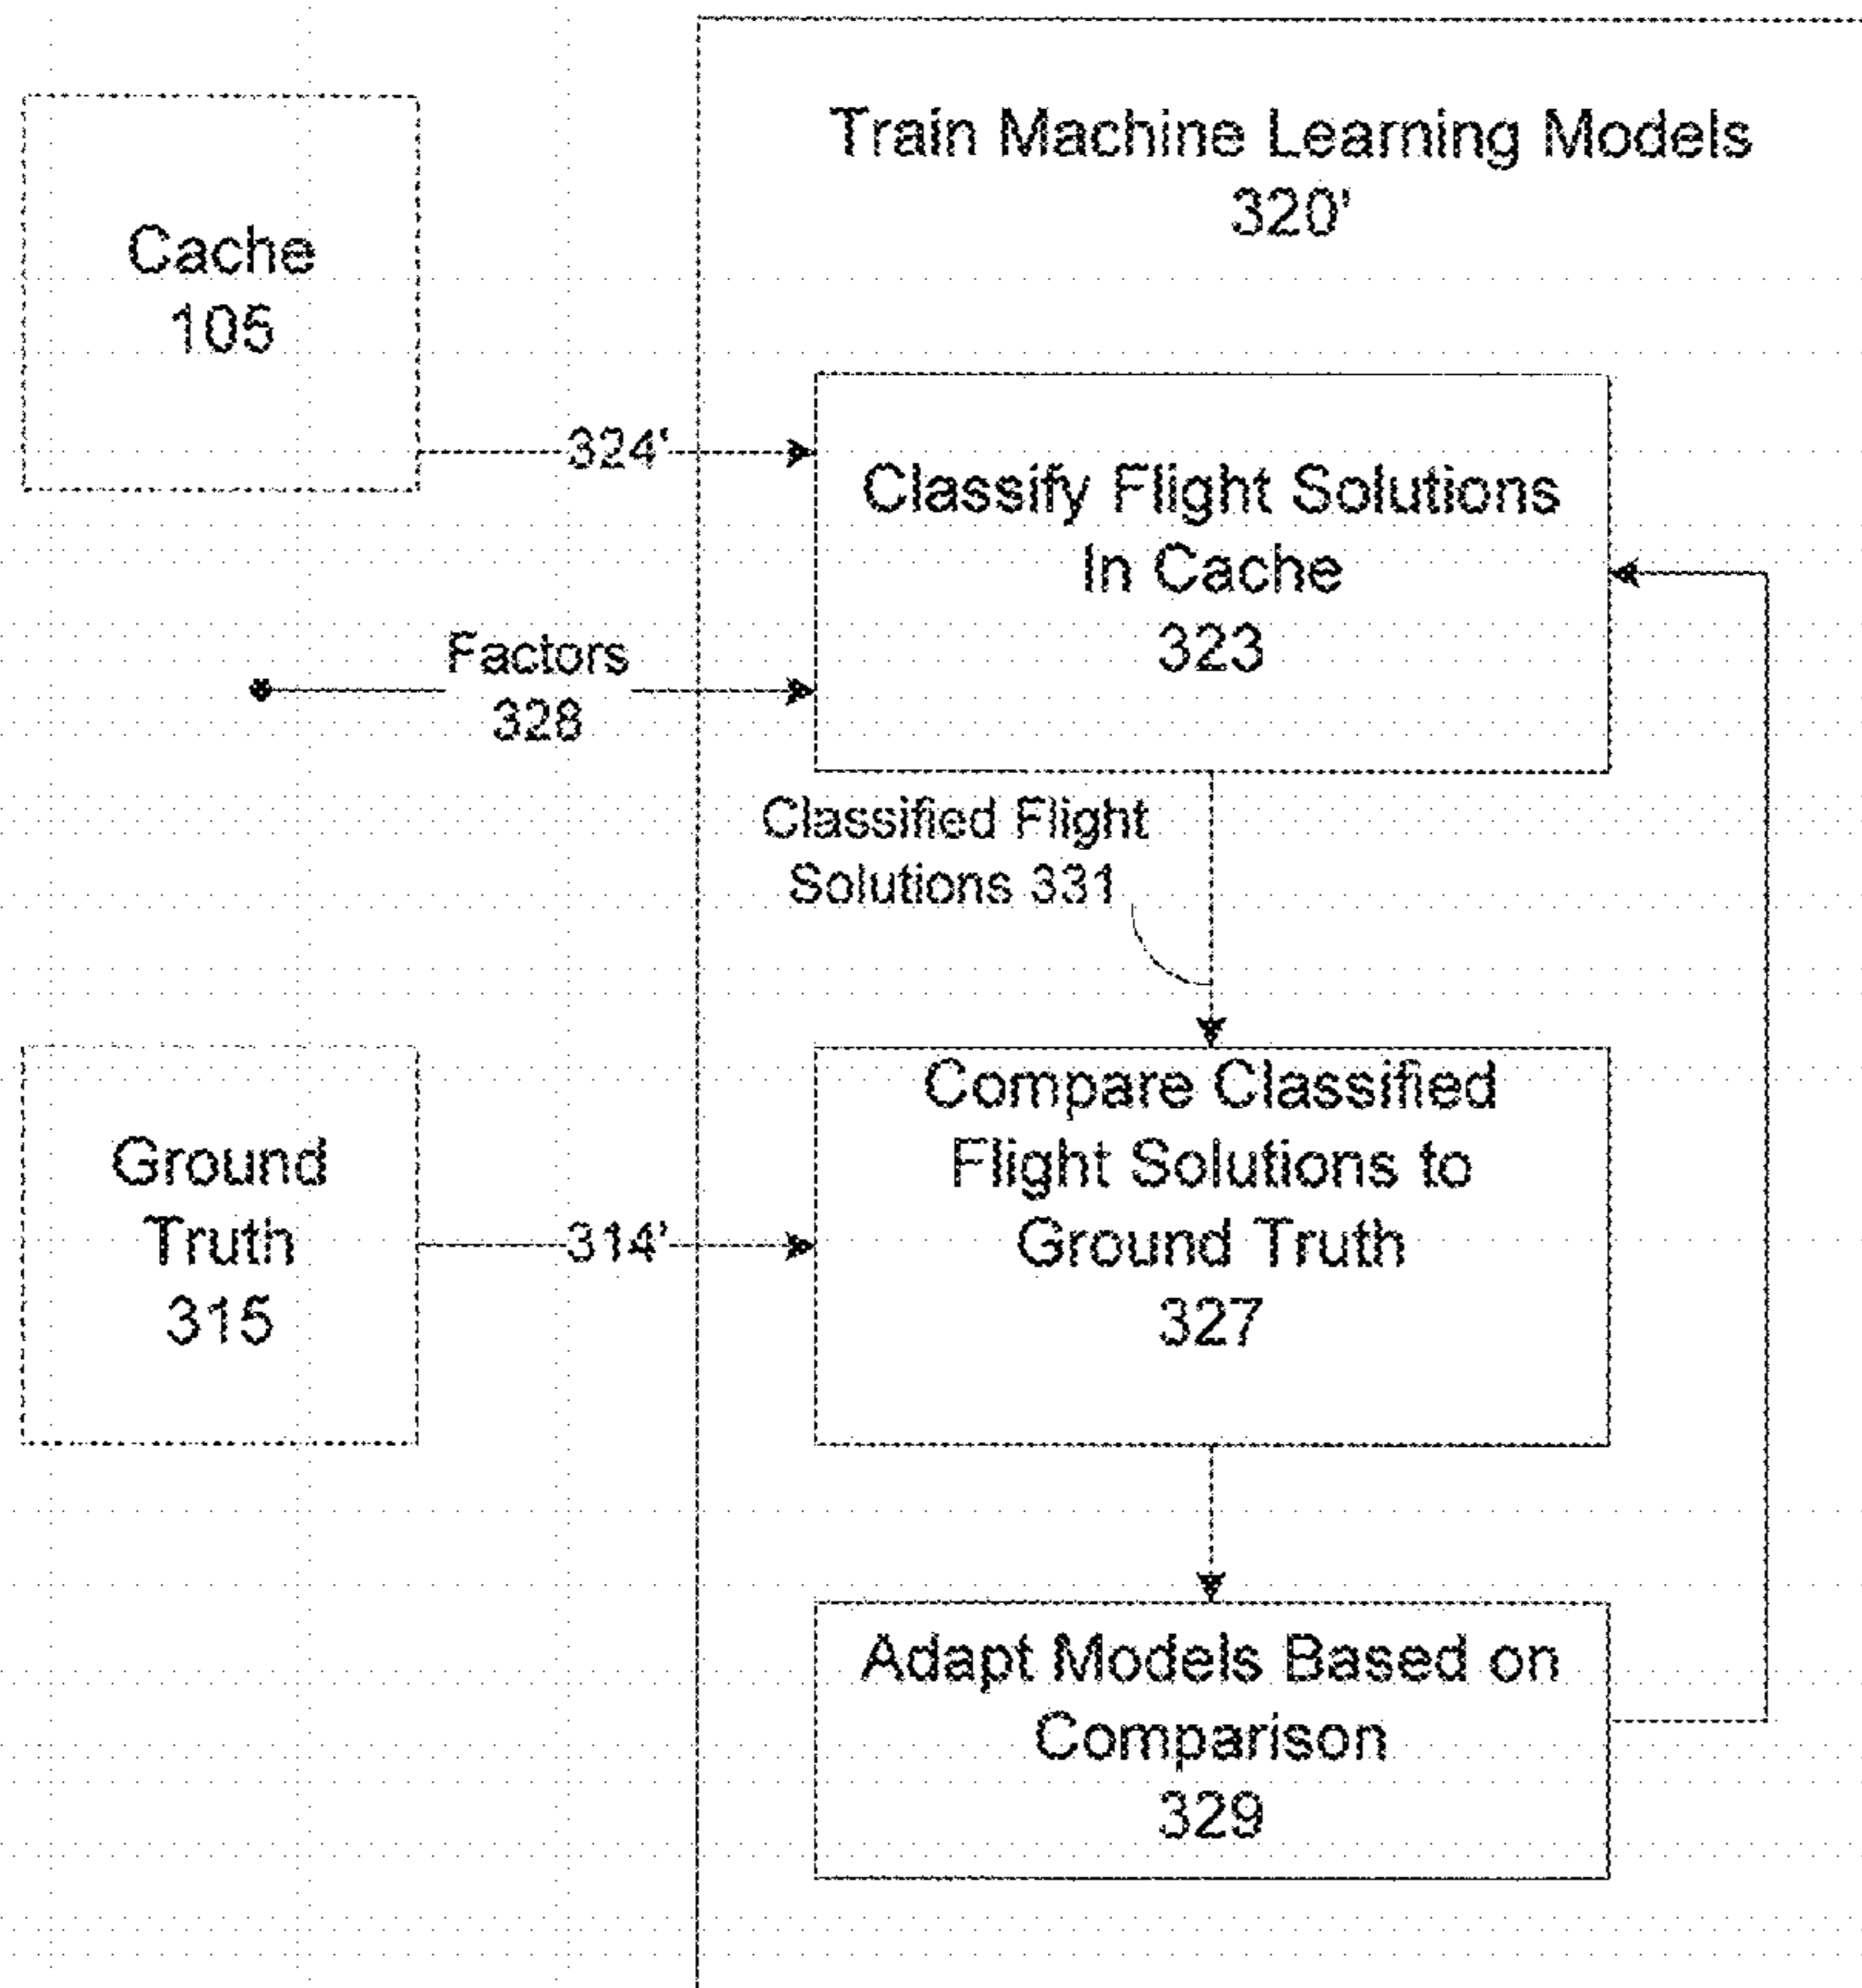 Train Machine Learning Models
320'
Cache
105
324'
Classify Flight Solutions
In Cache
323
Factors
328
Classified Flight
Solutions 331
Ground
Truth
315
314'
Compare Classified
Flight Solutions to
Ground Truth
327
Adapt Models Based on
Comparison
329